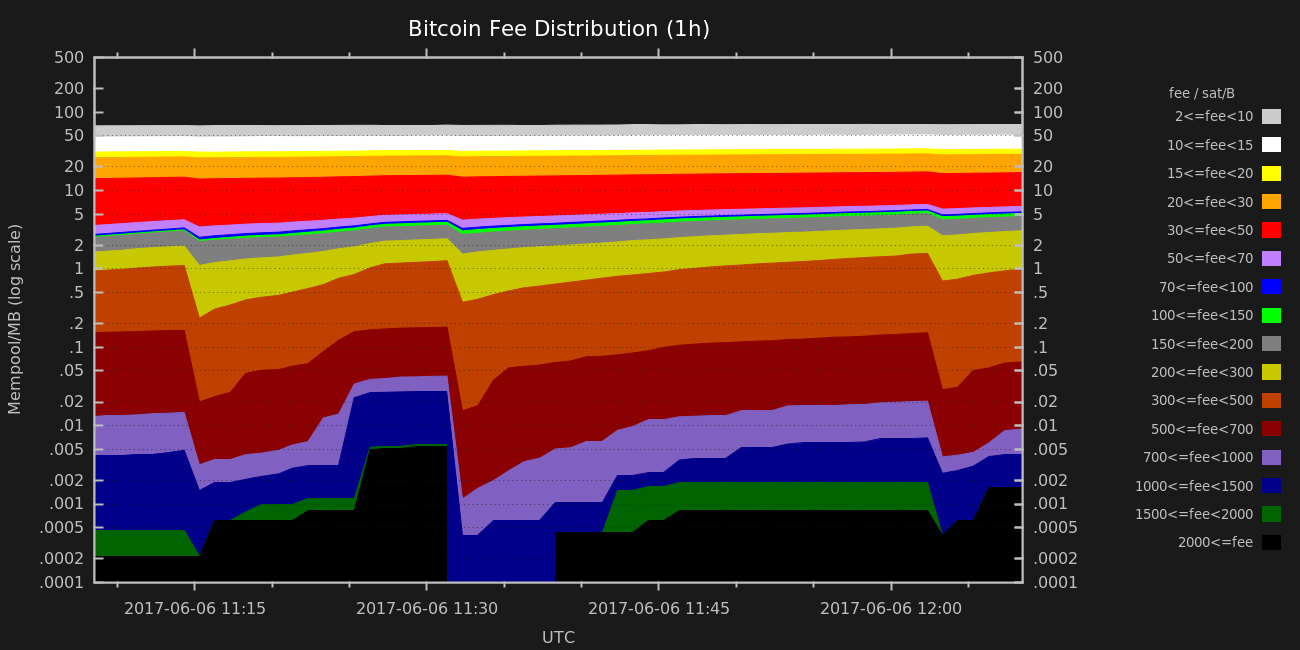 Bitcoin Fee Distribution (1h)
Mempool/MB (log scale)
500
200
100
50
20
10
5
2
1
.5
.2
.1
.05
.02
.01
.005
.002
.001
.0005
.0002
.0001
500
200
100
50
20
10
5
2
1
.5
.2
.1
.05
.02
.01
.005
.002
.001
.0005
.0002
.0001
fee / sat/B
2<=fee<10
10<=fee<15
15<=fee<20
20<=fee<30
30<=fee<50
50<=fee<70
70<=fee<100
100<=fee<150
150<=fee<200
200<=fee<300
300<=fee<500
500<=fee<700
700<=fee<1000
1000<=fee<1500
1500<=fee<2000
2000<=fee
2017-06-06 11:15 2017-06-06 11:30 2017-06-06 11:45 2017-06-06 12:00
UTC